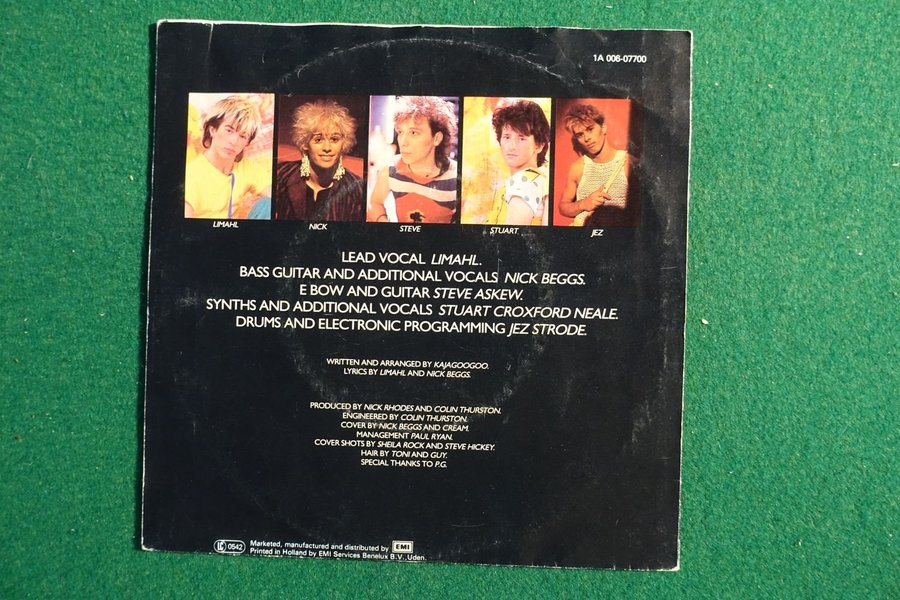 1A 006-07700
LIMAHL
NICK
STEVE
STUART
JEZ
LEAD VOCAL LIMAHL.
BASS GUITAR AND ADDITIONAL VOCALS NICK BEGGS.
E BOW AND GUITAR STEVE ASKEW.
SYNTHS AND ADDITIONAL VOCALS STUART CROXFORD NEALE.
DRUMS AND ELECTRONIC PROGRAMMING JEZ STRODE.
WRITTEN AND ARRANGED BY KAJAGOOGOO.
LYRICS BY LIMAHL AND NICK BEGGS.
PRODUCED BY NICK RHODES AND COLIN THURSTON.
ENGINEERED BY COLIN THURSTON.
COVER BY NICK BEGGS AND CREAM.
MANAGEMENT PAUL RYAN.
COVER SHOTS BY SHEILA ROCK AND STEVE HICKEY.
HAIR BY TONI AND GUY.
SPECIAL THANKS TO P.G.
LC 0542 Marketed, manufactured and distributed by EMI
Printed in Holland by EMI Services Benelux B.V. Uden.